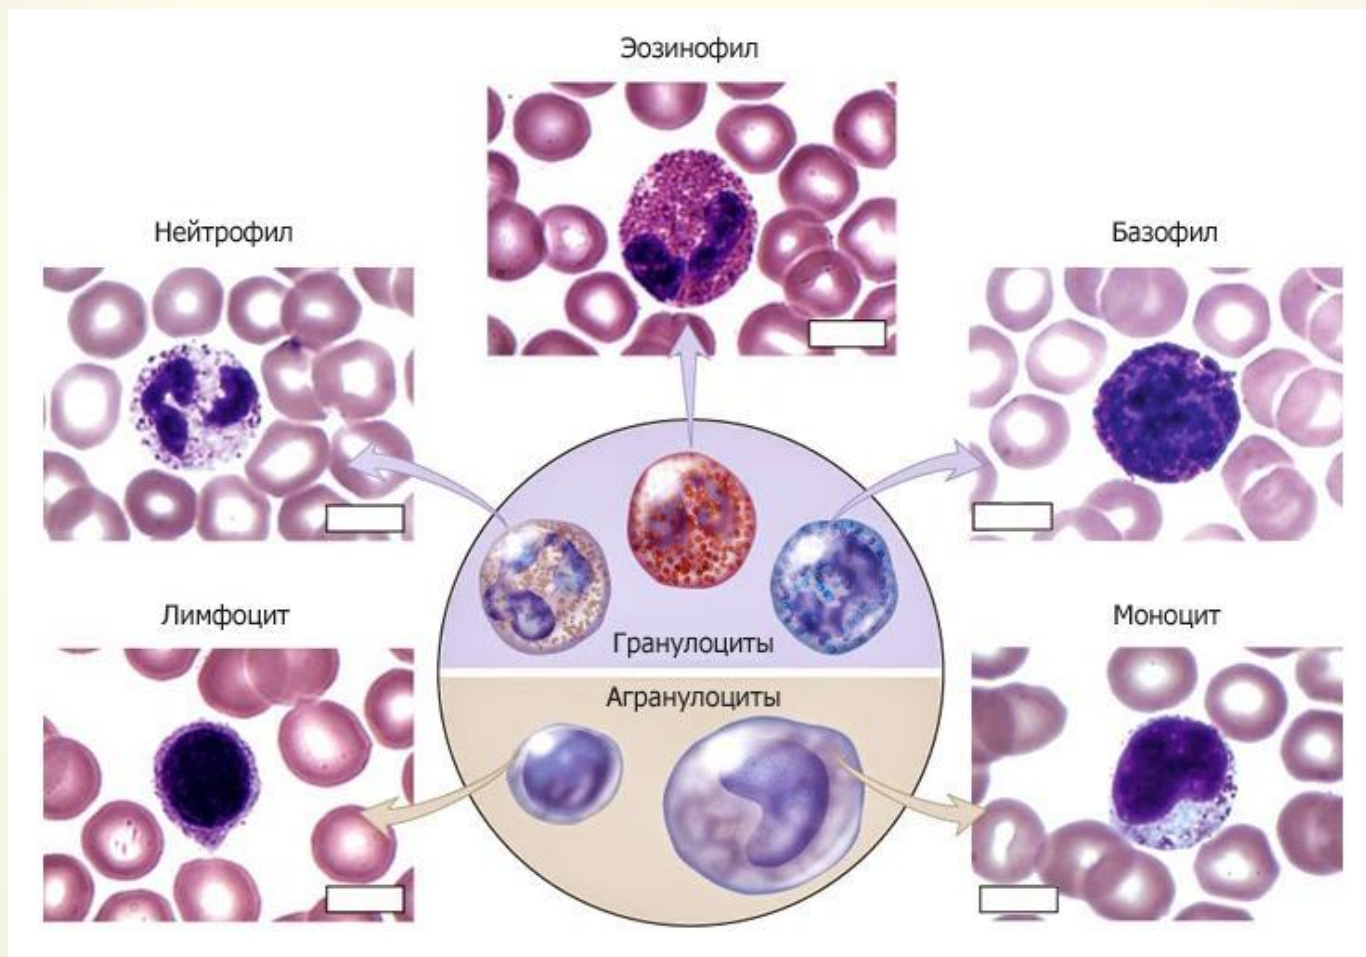 Эозинофил
Нейтрофил
Базофил
Гранулоциты
Лимфоцит
Моноцит
Агранулоциты